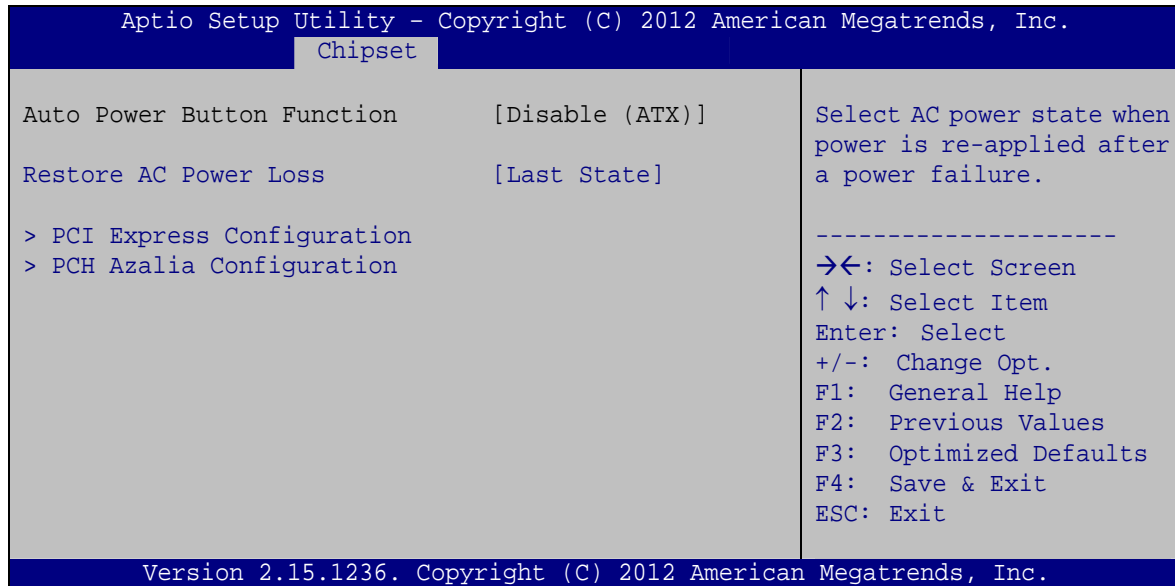 Aptio Setup Utility – Copyright (C) 2012 American Megatrends, Inc.
Chipset
Auto Power Button Function [Disable (ATX)]
Restore AC Power Loss [Last State]
> PCI Express Configuration
> PCH Azalia Configuration
Select AC power state when
power is re-applied after
a power failure.
---------------------
→←: Select Screen
↑ ↓: Select Item
Enter: Select
+/-: Change Opt.
F1: General Help
F2: Previous Values
F3: Optimized Defaults
F4: Save & Exit
ESC: Exit
Version 2.15.1236. Copyright (C) 2012 American Megatrends, Inc.